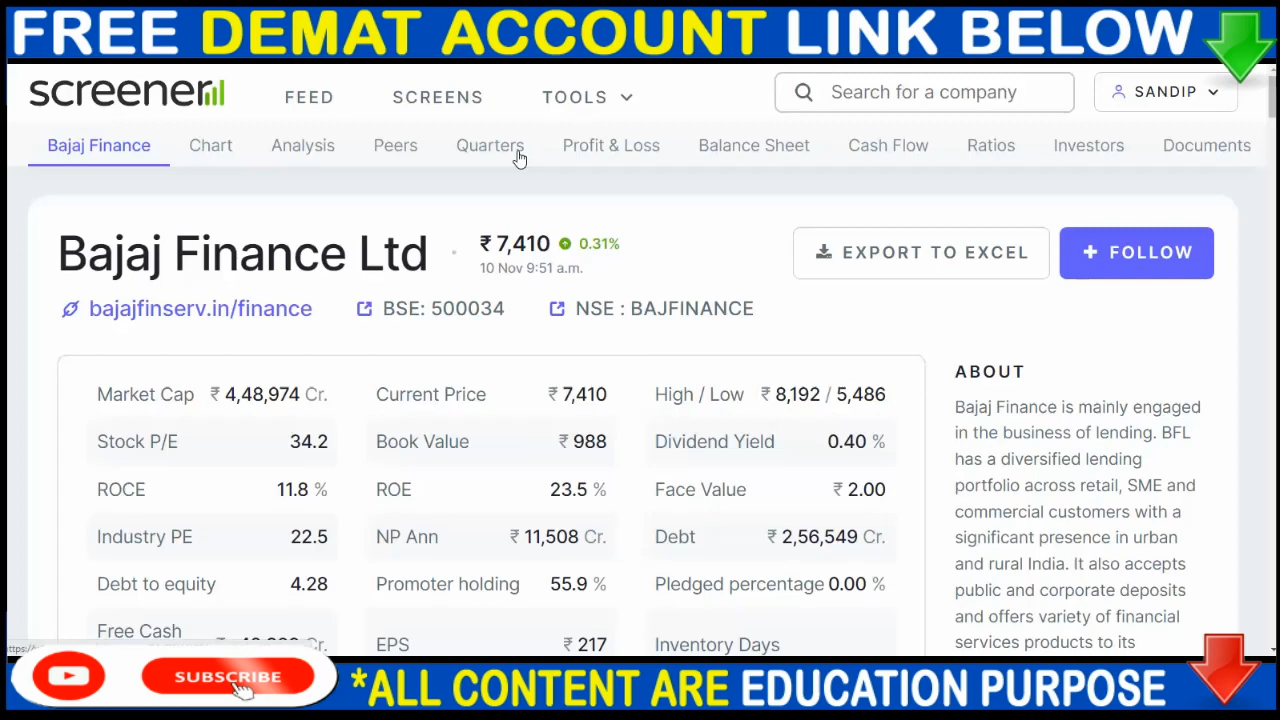 FREE DEMAT ACCOUNT LINK BELOW
screener
FEED SCREENS TOOLS
Search for a company
SANDIP
Bajaj Finance Chart Analysis Peers Quarters Profit & Loss Balance Sheet Cash Flow Ratios Investors Documents
Bajaj Finance Ltd
₹ 7,410 0.31%
10 Nov 9:51 a.m.
EXPORT TO EXCEL
+ FOLLOW
bajajfinserv.in/finance BSE: 500034 NSE : BAJFINANCE
Market Cap ₹ 4,48,974 Cr. Current Price ₹ 7,410 High / Low ₹ 8,192 / 5,486
Stock P/E 34.2 Book Value ₹ 988 Dividend Yield 0.40 %
ROCE 11.8 % ROE 23.5 % Face Value ₹ 2.00
Industry PE 22.5 NP Ann ₹ 11,508 Cr. Debt ₹ 2,56,549 Cr.
Debt to equity 4.28 Promoter holding 55.9 % Pledged percentage 0.00 %
Free Cash
Cr. EPS ₹ 217 Inventory Days
ABOUT
Bajaj Finance is mainly engaged
in the business of lending. BFL
has a diversified lending
portfolio across retail, SME and
commercial customers with a
significant presence in urban
and rural India. It also accepts
public and corporate deposits
and offers variety of financial
services products to its
SUBSCRIBE
*ALL CONTENT ARE EDUCATION PURPOSE